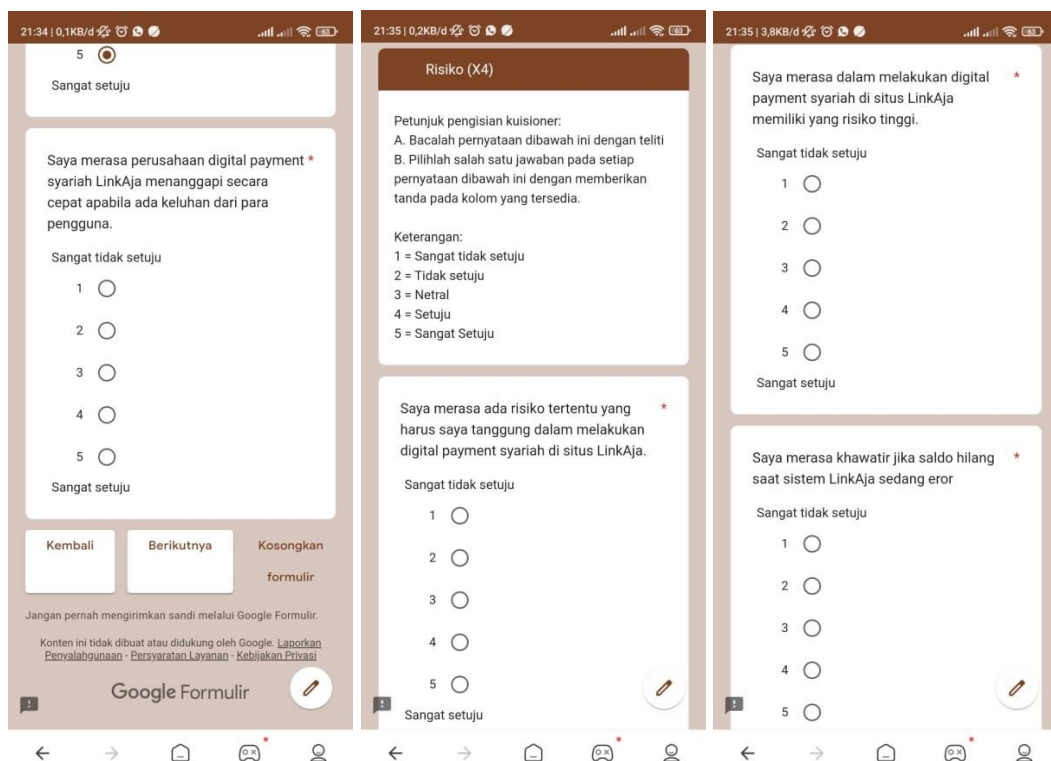 21:34 | 0,1KB/d
63
5
Sangat setuju
Saya merasa perusahaan digital payment *
syariah LinkAja menanggapi secara
cepat apabila ada keluhan dari para
pengguna.
Sangat tidak setuju
1
2
3
4
5
Sangat setuju
Kembali
Berikutnya
Kosongkan
formulir
Jangan pernah mengirimkan sandi melalui Google Formulir.
Konten ini tidak dibuat atau didukung oleh Google. Laporkan
Penyalahgunaan - Persyaratan Layanan - Kebijakan Privasi
Google Formulir
21:35 | 0,2KB/d
63
Risiko (X4)
Petunjuk pengisian kuisioner:
A. Bacalah pernyataan dibawah ini dengan teliti
B. Pilihlah salah satu jawaban pada setiap
pernyataan dibawah ini dengan memberikan
tanda pada kolom yang tersedia.
Keterangan:
1 = Sangat tidak setuju
2 = Tidak setuju
3 = Netral
4 = Setuju
5 = Sangat Setuju
Saya merasa ada risiko tertentu yang *
harus saya tanggung dalam melakukan
digital payment syariah di situs LinkAja.
Sangat tidak setuju
1
2
3
4
5
Sangat setuju
21:35 | 3,8KB/d
63
Saya merasa dalam melakukan digital *
payment syariah di situs LinkAja
memiliki yang risiko tinggi.
Sangat tidak setuju
1
2
3
4
5
Sangat setuju
Saya merasa khawatir jika saldo hilang *
saat sistem LinkAja sedang eror
Sangat tidak setuju
1
2
3
4
5